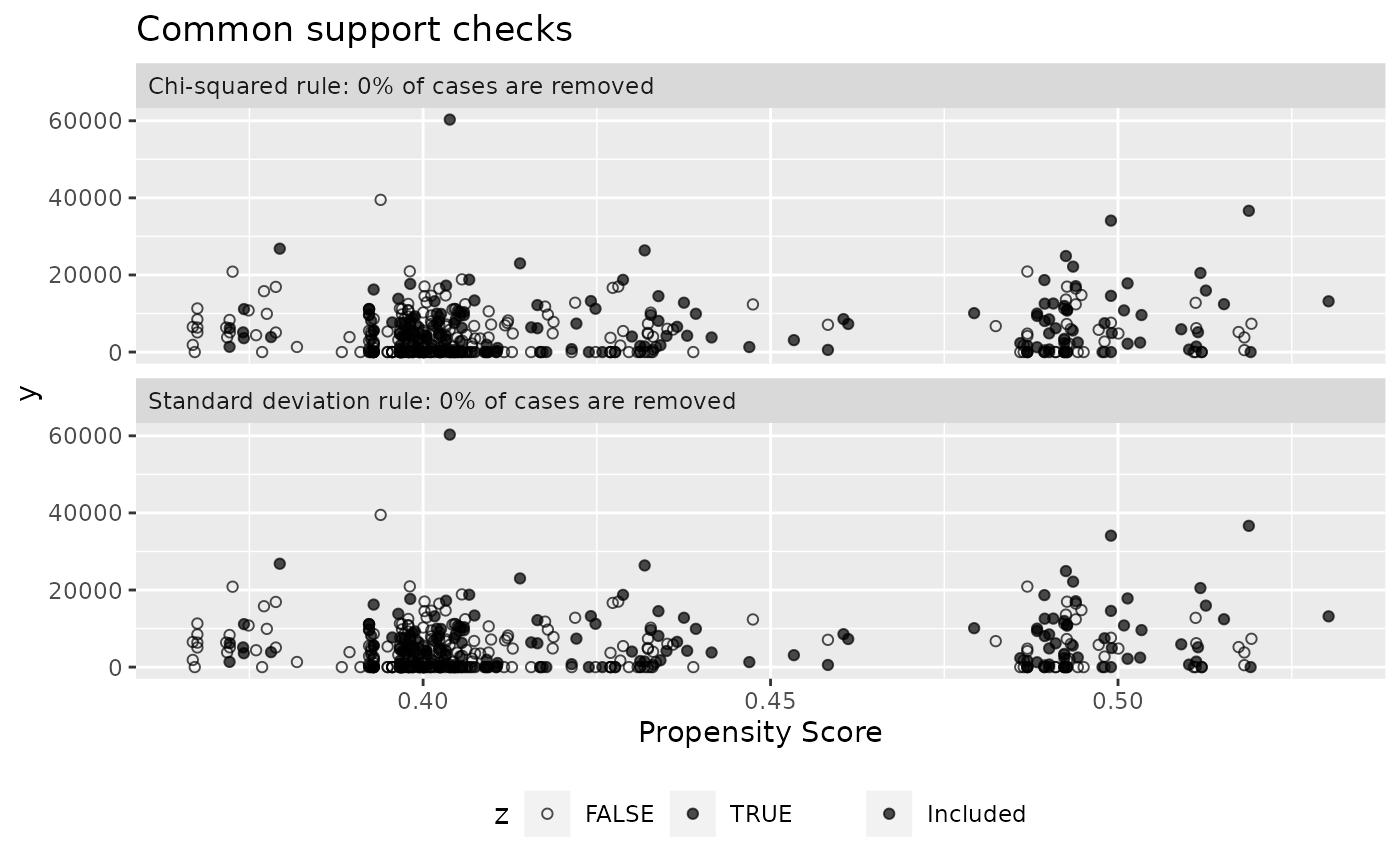 Common support checks
Chi-squared rule: 0% of cases are removed
60000
40000
20000
0
y
Standard deviation rule: 0% of cases are removed
60000
40000
20000
0
0.40 0.45 0.50
Propensity Score
z FALSE TRUE Included